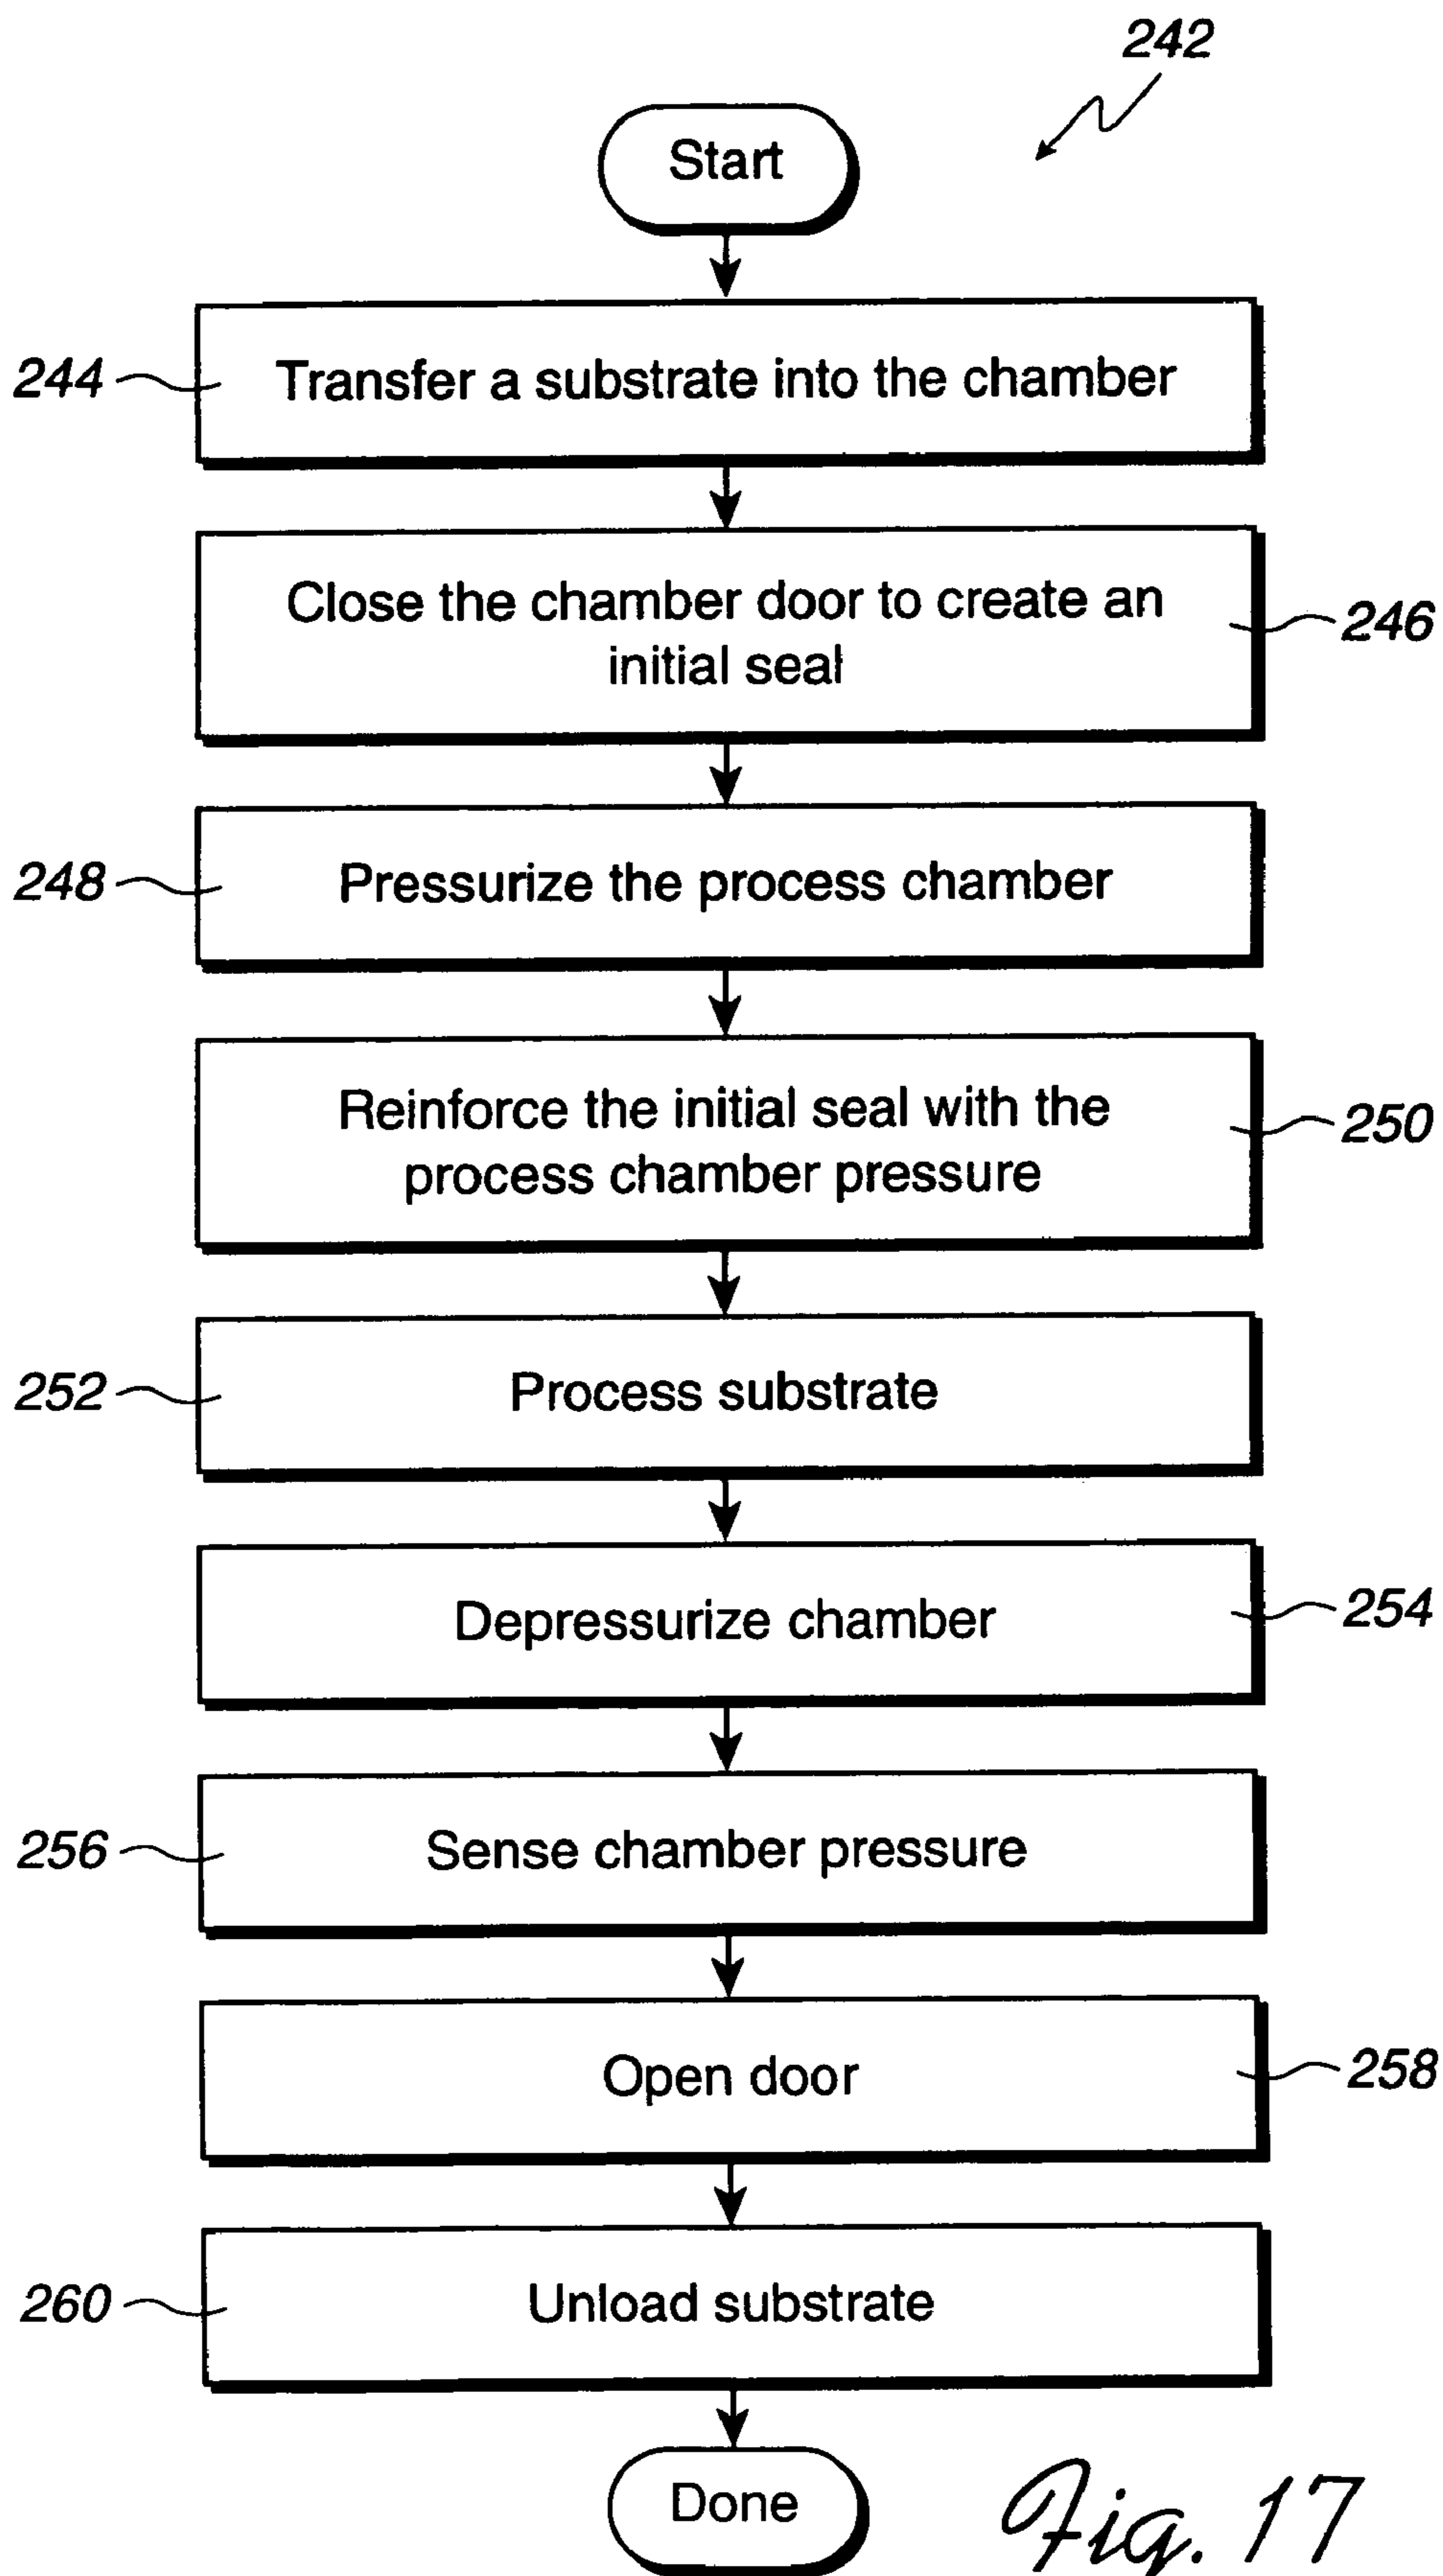 242
Start
244
Transfer a substrate into the chamber
Close the chamber door to create an
initial seal
246
248
Pressurize the process chamber
Reinforce the initial seal with the
process chamber pressure
250
252
Process substrate
Depressurize chamber
254
256
Sense chamber pressure
Open door
258
260
Unload substrate
Done
Fig. 17